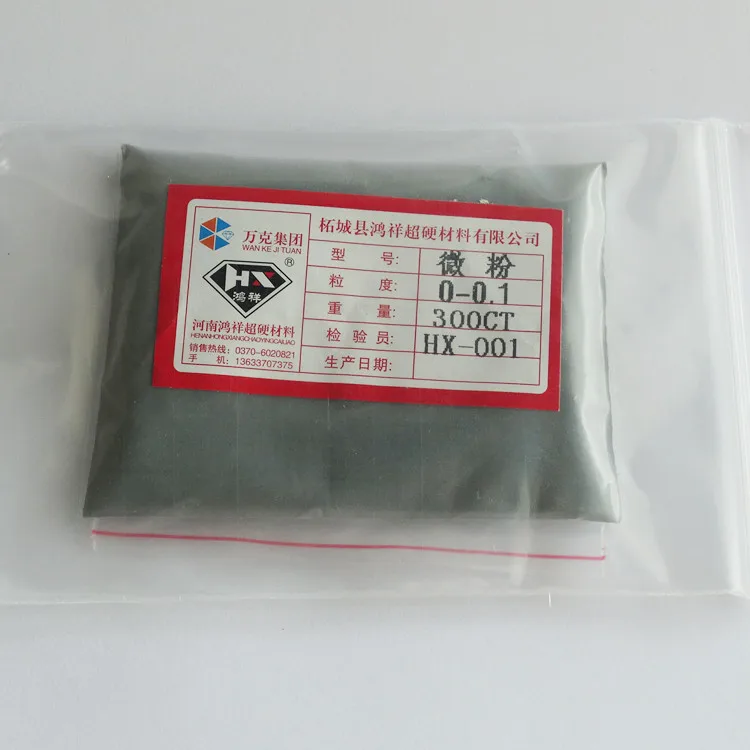 万克集团
WAN KE JI TUAN
HX
®
鸿祥
河南鸿祥超硬材料
HENANHONGXIANGCHAOYINGCAILIAO
销售热线：0370-6020821
手 机：13633707375
柘城县鸿祥超硬材料有限公司
型 号: 微粉
粒 度: 0-0.1
重 量: 300CT
检 验 员: HX-001
生产日期: